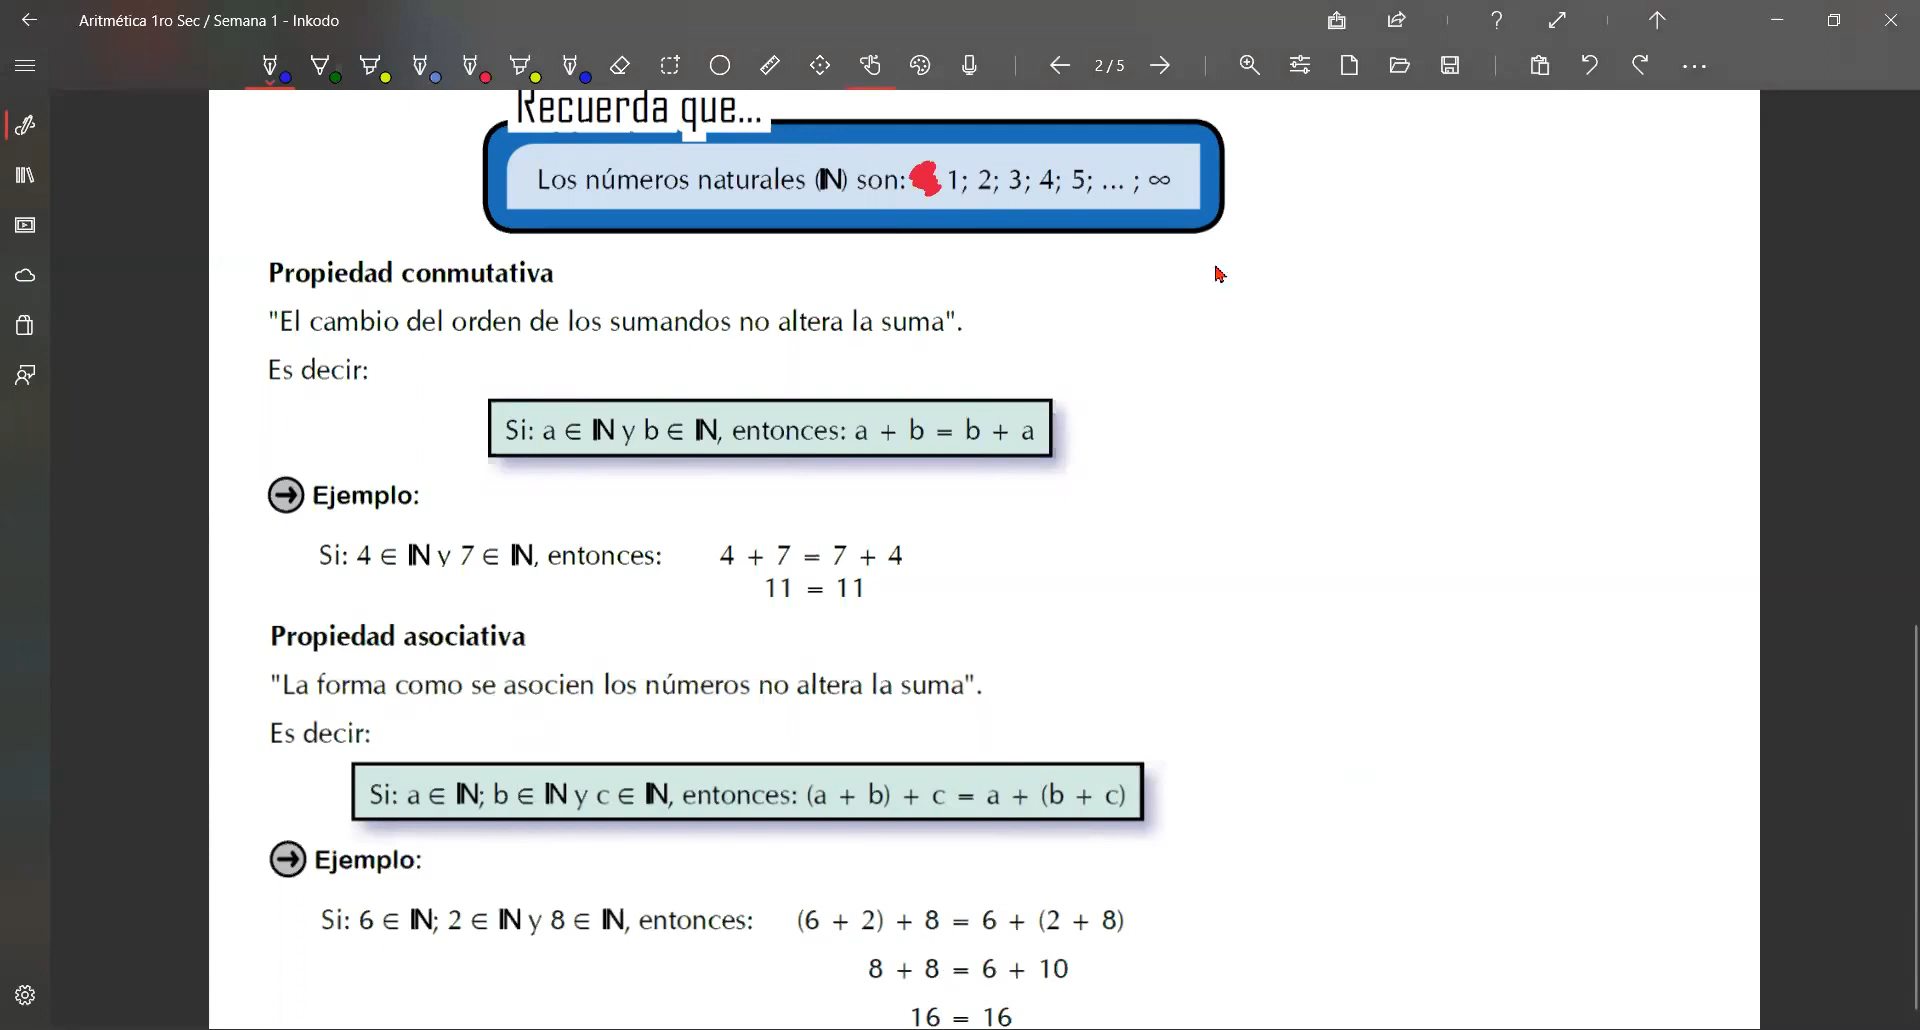 Aritmética 1ro Sec / Semana 1 - Inkodo
2 / 5
Recuerda que...
Los números naturales (ℕ) son: 1; 2; 3; 4; 5; ... ; ∞
Propiedad conmutativa
"El cambio del orden de los sumandos no altera la suma".
Es decir:
Si: a ∈ ℕ y b ∈ ℕ, entonces: a + b = b + a
Ejemplo:
Si: 4 ∈ ℕ y 7 ∈ ℕ, entonces: 4 + 7 = 7 + 4
11 = 11
Propiedad asociativa
"La forma como se asocien los números no altera la suma".
Es decir:
Si: a ∈ ℕ; b ∈ ℕ y c ∈ ℕ, entonces: (a + b) + c = a + (b + c)
Ejemplo:
Si: 6 ∈ ℕ; 2 ∈ ℕ y 8 ∈ ℕ, entonces: (6 + 2) + 8 = 6 + (2 + 8)
8 + 8 = 6 + 10
16 = 16